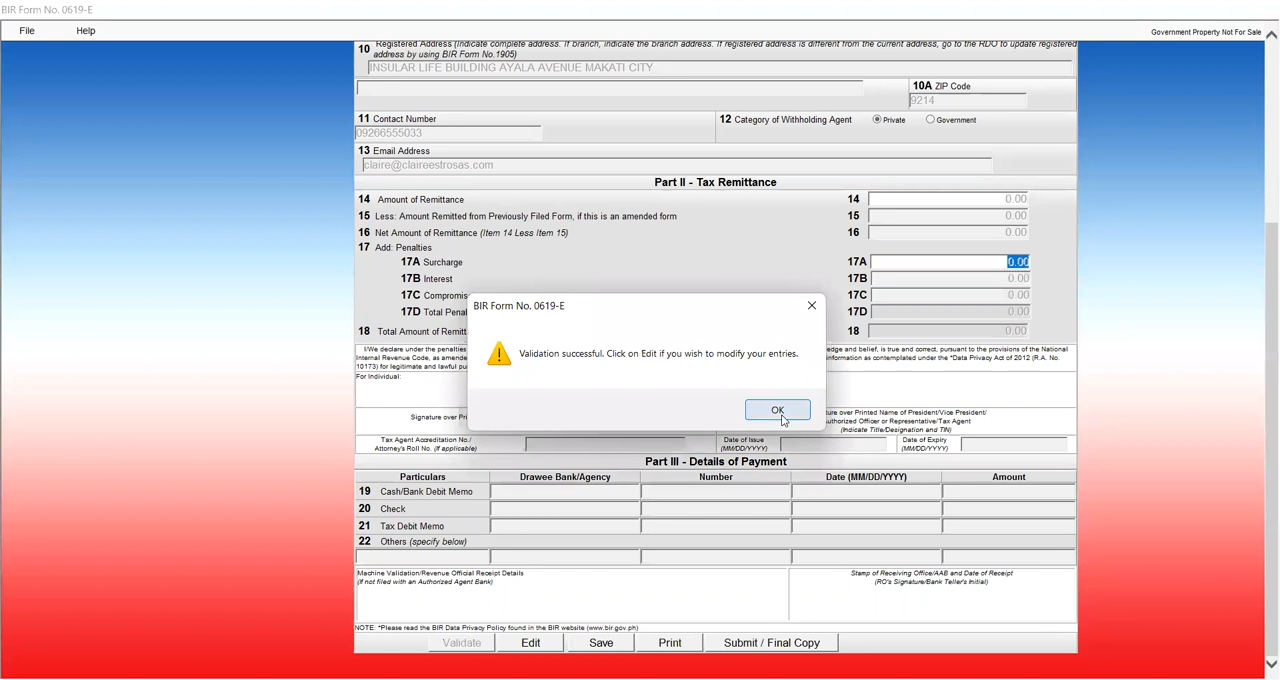 BIR Form No. 0619-E
File Help
Government Property Not For Sale
10 Registered Address (Indicate complete address. If branch, indicate the branch address. If registered address is different from the current address, go to the RDO to update registered
address by using BIR Form No.1905)
INSULAR LIFE BUILDING AYALA AVENUE MAKATI CITY
10A ZIP Code
9214
11 Contact Number
09266555033
12 Category of Withholding Agent Private Government
13 Email Address
claire@claireestrosas.com
Part II - Tax Remittance
14 Amount of Remittance 14 0.00
15 Less: Amount Remitted from Previously Filed Form, if this is an amended form 15 0.00
16 Net Amount of Remittance (Item 14 Less Item 15) 16 0.00
17 Add: Penalties
17A Surcharge 17A 0.00
17B Interest 17B 0.00
17C Compromis 17C 0.00
17D Total Penal 17D 0.00
18 Total Amount of Remitt 18 0.00
BIR Form No. 0619-E
Validation successful. Click on Edit if you wish to modify your entries.
OK
I/We declare under the penalties edge and belief, is true and correct, pursuant to the provisions of the National
Internal Revenue Code, as amende information as contemplated under the *Data Privacy Act of 2012 (R.A. No.
10173) for legitimate and lawful pu
For Individual:
Signature over Pri ure over Printed Name of President/Vice President/
uthorized Officer or Representative/Tax Agent
(Indicate Title/Designation and TIN)
Tax Agent Accreditation No./
Attorney's Roll No. (If applicable)
Date of Issue
(MM/DD/YYYY)
Date of Expiry
(MM/DD/YYYY)
Part III - Details of Payment
Particulars Drawee Bank/Agency Number Date (MM/DD/YYYY) Amount
19 Cash/Bank Debit Memo
20 Check
21 Tax Debit Memo
22 Others (specify below)
Machine Validation/Revenue Official Receipt Details
(If not filed with an Authorized Agent Bank)
Stamp of Receiving Office/AAB and Date of Receipt
(RO's Signature/Bank Teller's Initial)
NOTE: *Please read the BIR Data Privacy Policy found in the BIR website (www.bir.gov.ph)
Validate Edit Save Print Submit / Final Copy